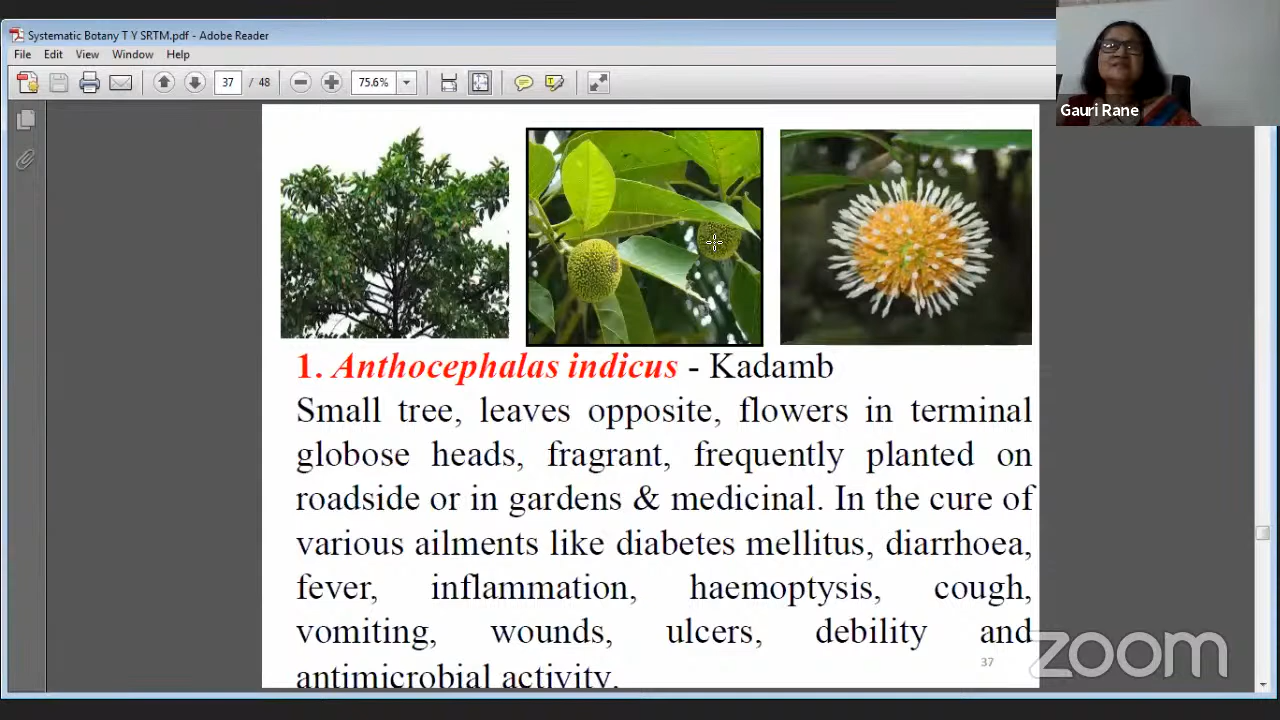 Systematic Botany T Y SRTM.pdf - Adobe Reader
File Edit View Window Help
37 / 48 75.6%
Gauri Rane
1. Anthocephalas indicus - Kadamb
Small tree, leaves opposite, flowers in terminal
globose heads, fragrant, frequently planted on
roadside or in gardens & medicinal. In the cure of
various ailments like diabetes mellitus, diarrhoea,
fever, inflammation, haemoptysis, cough,
vomiting, wounds, ulcers, debility and
antimicrobial activity.
37
zoom